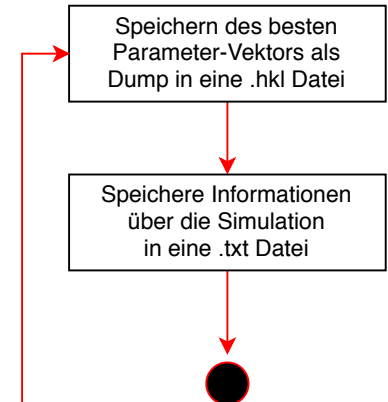 Speichern des besten
Parameter-Vektors als
Dump in eine .hkl Datei
Speichere Informationen
über die Simulation
in eine .txt Datei